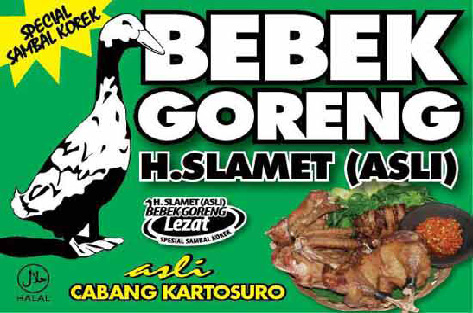 SPECIAL
SAMBAL KOREK
BEBEK
GORENG
H.SLAMET (ASLI)
H. SLAMET (ASLI)
BEBEK GORENG
Lezat
SPESIAL SAMBAL KOREK
asli
CABANG KARTOSURO
حلال
HALAL